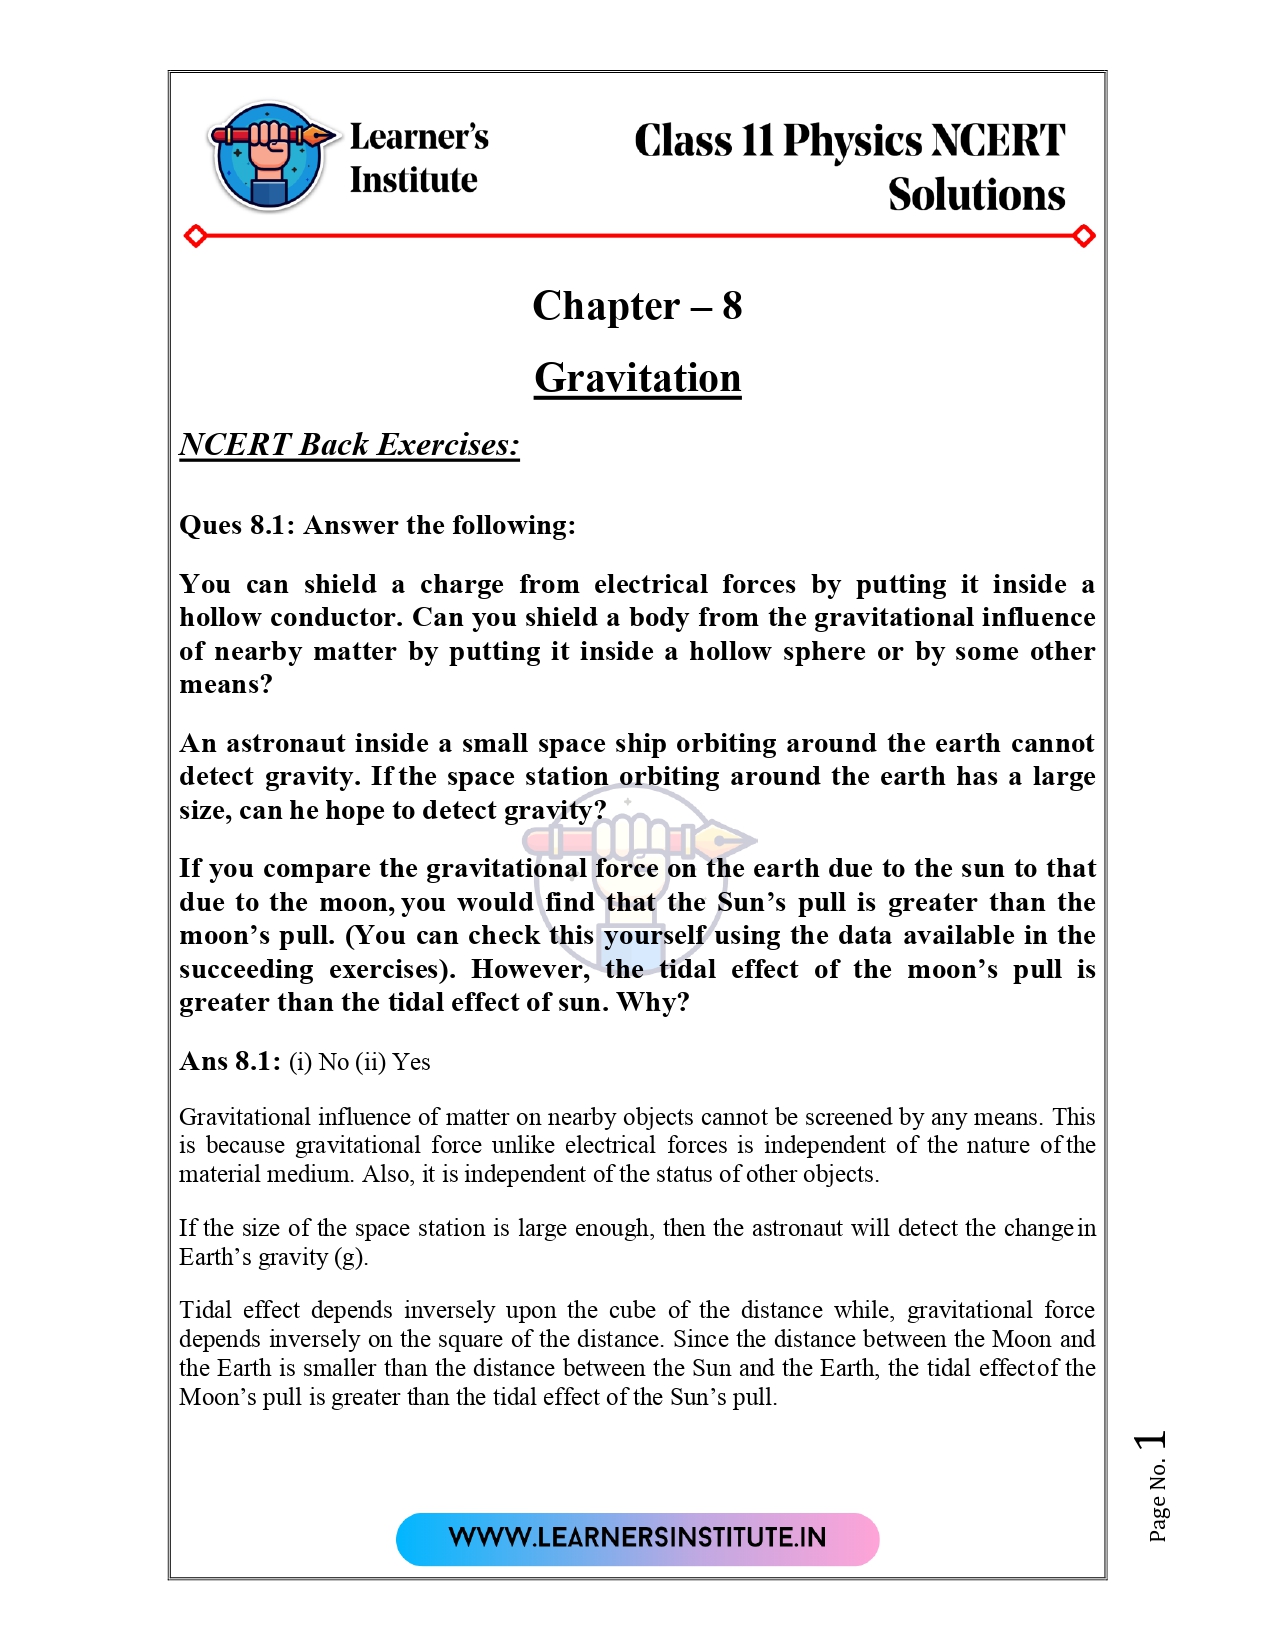 Learner's
Institute
Class 11 Physics NCERT
Solutions
Chapter – 8
Gravitation
NCERT Back Exercises:
Ques 8.1: Answer the following:
You can shield a charge from electrical forces by putting it inside a
hollow conductor. Can you shield a body from the gravitational influence
of nearby matter by putting it inside a hollow sphere or by some other
means?
An astronaut inside a small space ship orbiting around the earth cannot
detect gravity. If the space station orbiting around the earth has a large
size, can he hope to detect gravity?
If you compare the gravitational force on the earth due to the sun to that
due to the moon, you would find that the Sun's pull is greater than the
moon's pull. (You can check this yourself using the data available in the
succeeding exercises). However, the tidal effect of the moon's pull is
greater than the tidal effect of sun. Why?
Ans 8.1: (i) No (ii) Yes
Gravitational influence of matter on nearby objects cannot be screened by any means. This
is because gravitational force unlike electrical forces is independent of the nature of the
material medium. Also, it is independent of the status of other objects.
If the size of the space station is large enough, then the astronaut will detect the change in
Earth's gravity (g).
Tidal effect depends inversely upon the cube of the distance while, gravitational force
depends inversely on the square of the distance. Since the distance between the Moon and
the Earth is smaller than the distance between the Sun and the Earth, the tidal effect of the
Moon's pull is greater than the tidal effect of the Sun's pull.
Page No. 1
WWW.LEARNERSINSTITUTE.IN